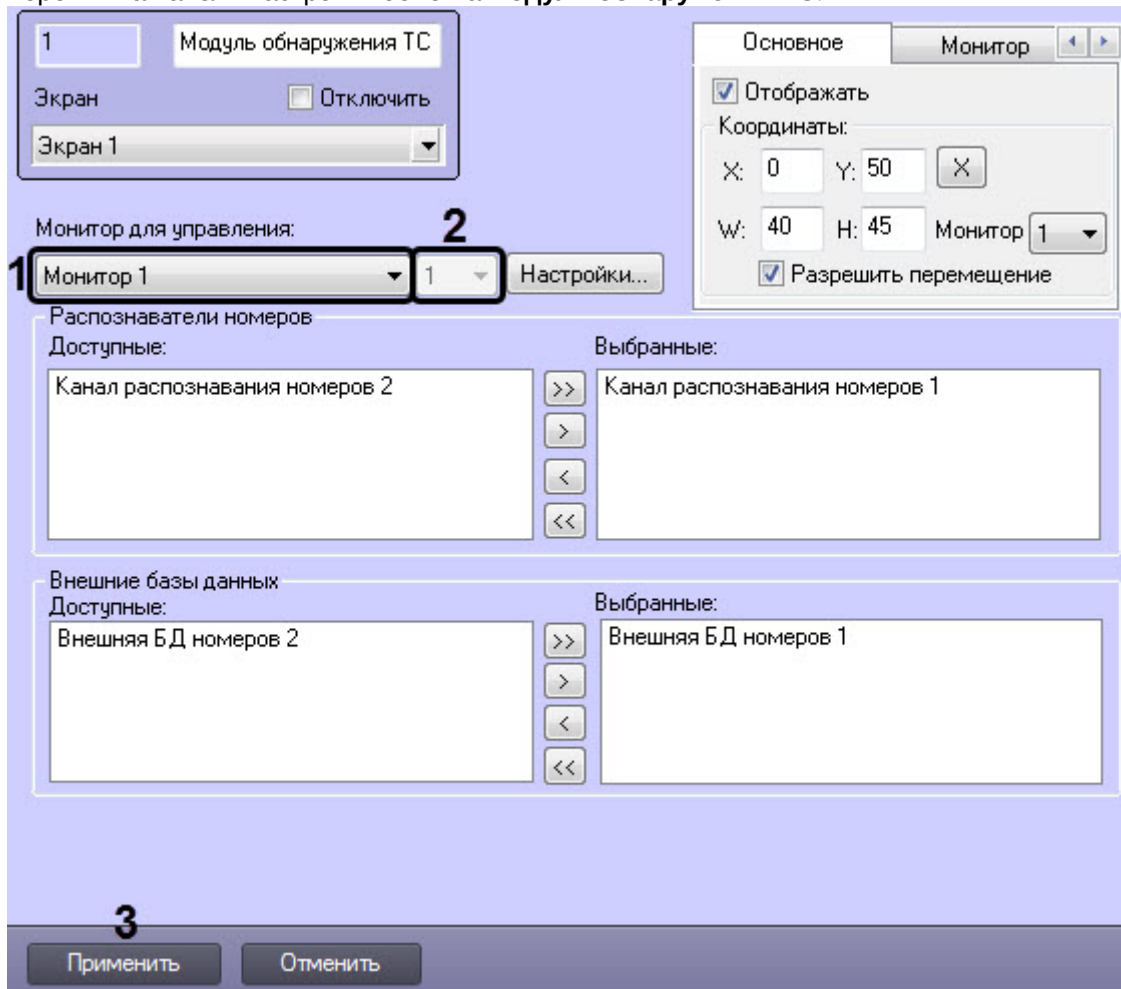 1
Модуль обнаружения ТС
Экран
Отключить
Экран 1
Основное
Монитор
Отображать
Координаты:
X: 0 Y: 50 X
W: 40 H: 45 Монитор 1
Разрешить перемещение
Монитор для управления:
2
1
Монитор 1
1
Настройки...
Распознаватели номеров
Доступные:
Выбранные:
Канал распознавания номеров 2
>>
>
<
<<
Канал распознавания номеров 1
Внешние базы данных
Доступные:
Выбранные:
Внешняя БД номеров 2
>>
>
<
<<
Внешняя БД номеров 1
3
Применить
Отменить